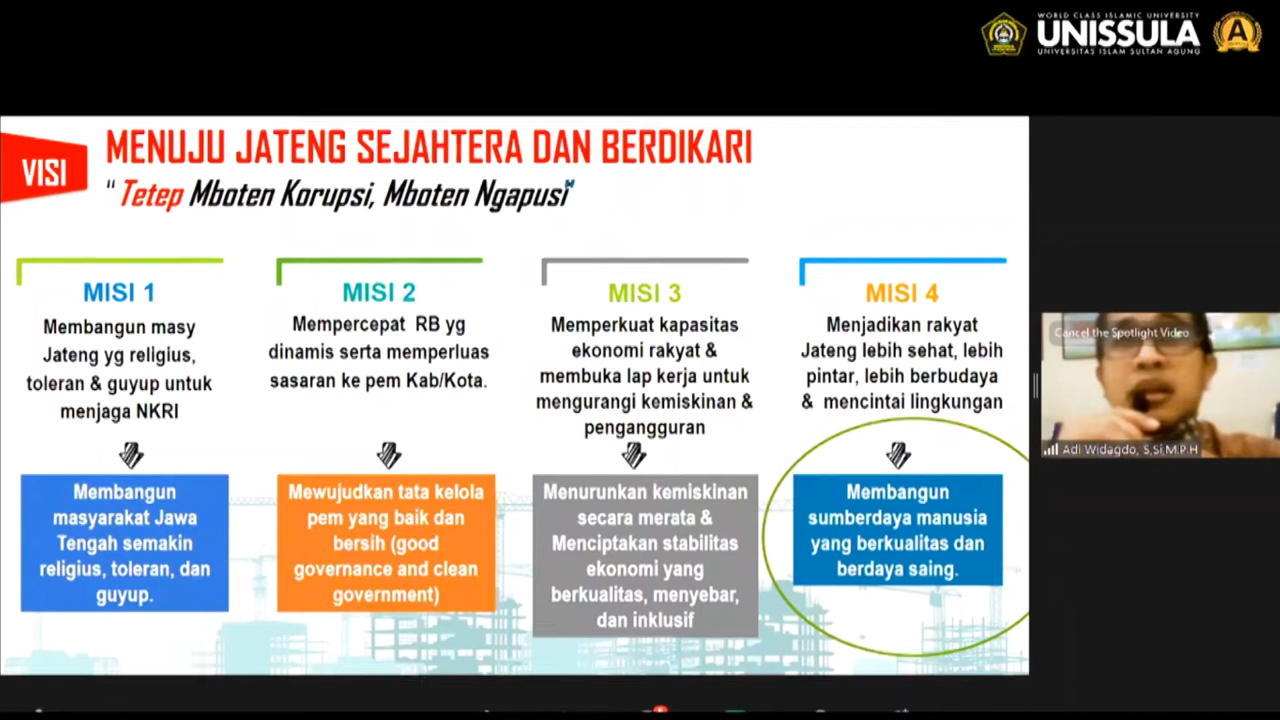 WORLD CLASS ISLAMIC UNIVERSITY
UNISSULA
UNIVERSITAS ISLAM SULTAN AGUNG
A
VISI
MENUJU JATENG SEJAHTERA DAN BERDIKARI
" Tetep Mboten Korupsi, Mboten Ngapusi"
MISI 1
Membangun masy
Jateng yg religius,
toleran & guyup untuk
menjaga NKRI
Membangun
masyarakat Jawa
Tengah semakin
religius, toleran, dan
guyup.
MISI 2
Mempercepat RB yg
dinamis serta memperluas
sasaran ke pem Kab/Kota.
Mewujudkan tata kelola
pem yang baik dan
bersih (good
governance and clean
government)
MISI 3
Memperkuat kapasitas
ekonomi rakyat &
membuka lap kerja untuk
mengurangi kemiskinan &
pengangguran
Menurunkan kemiskinan
secara merata &
Menciptakan stabilitas
ekonomi yang
berkualitas, menyebar,
dan inklusif
MISI 4
Menjadikan rakyat
Jateng lebih sehat, lebih
pintar, lebih berbudaya
& mencintai lingkungan
Membangun
sumberdaya manusia
yang berkualitas dan
berdaya saing.
Cancel the Spotlight Video
Adi Widagdo, S,Si,M.P.H